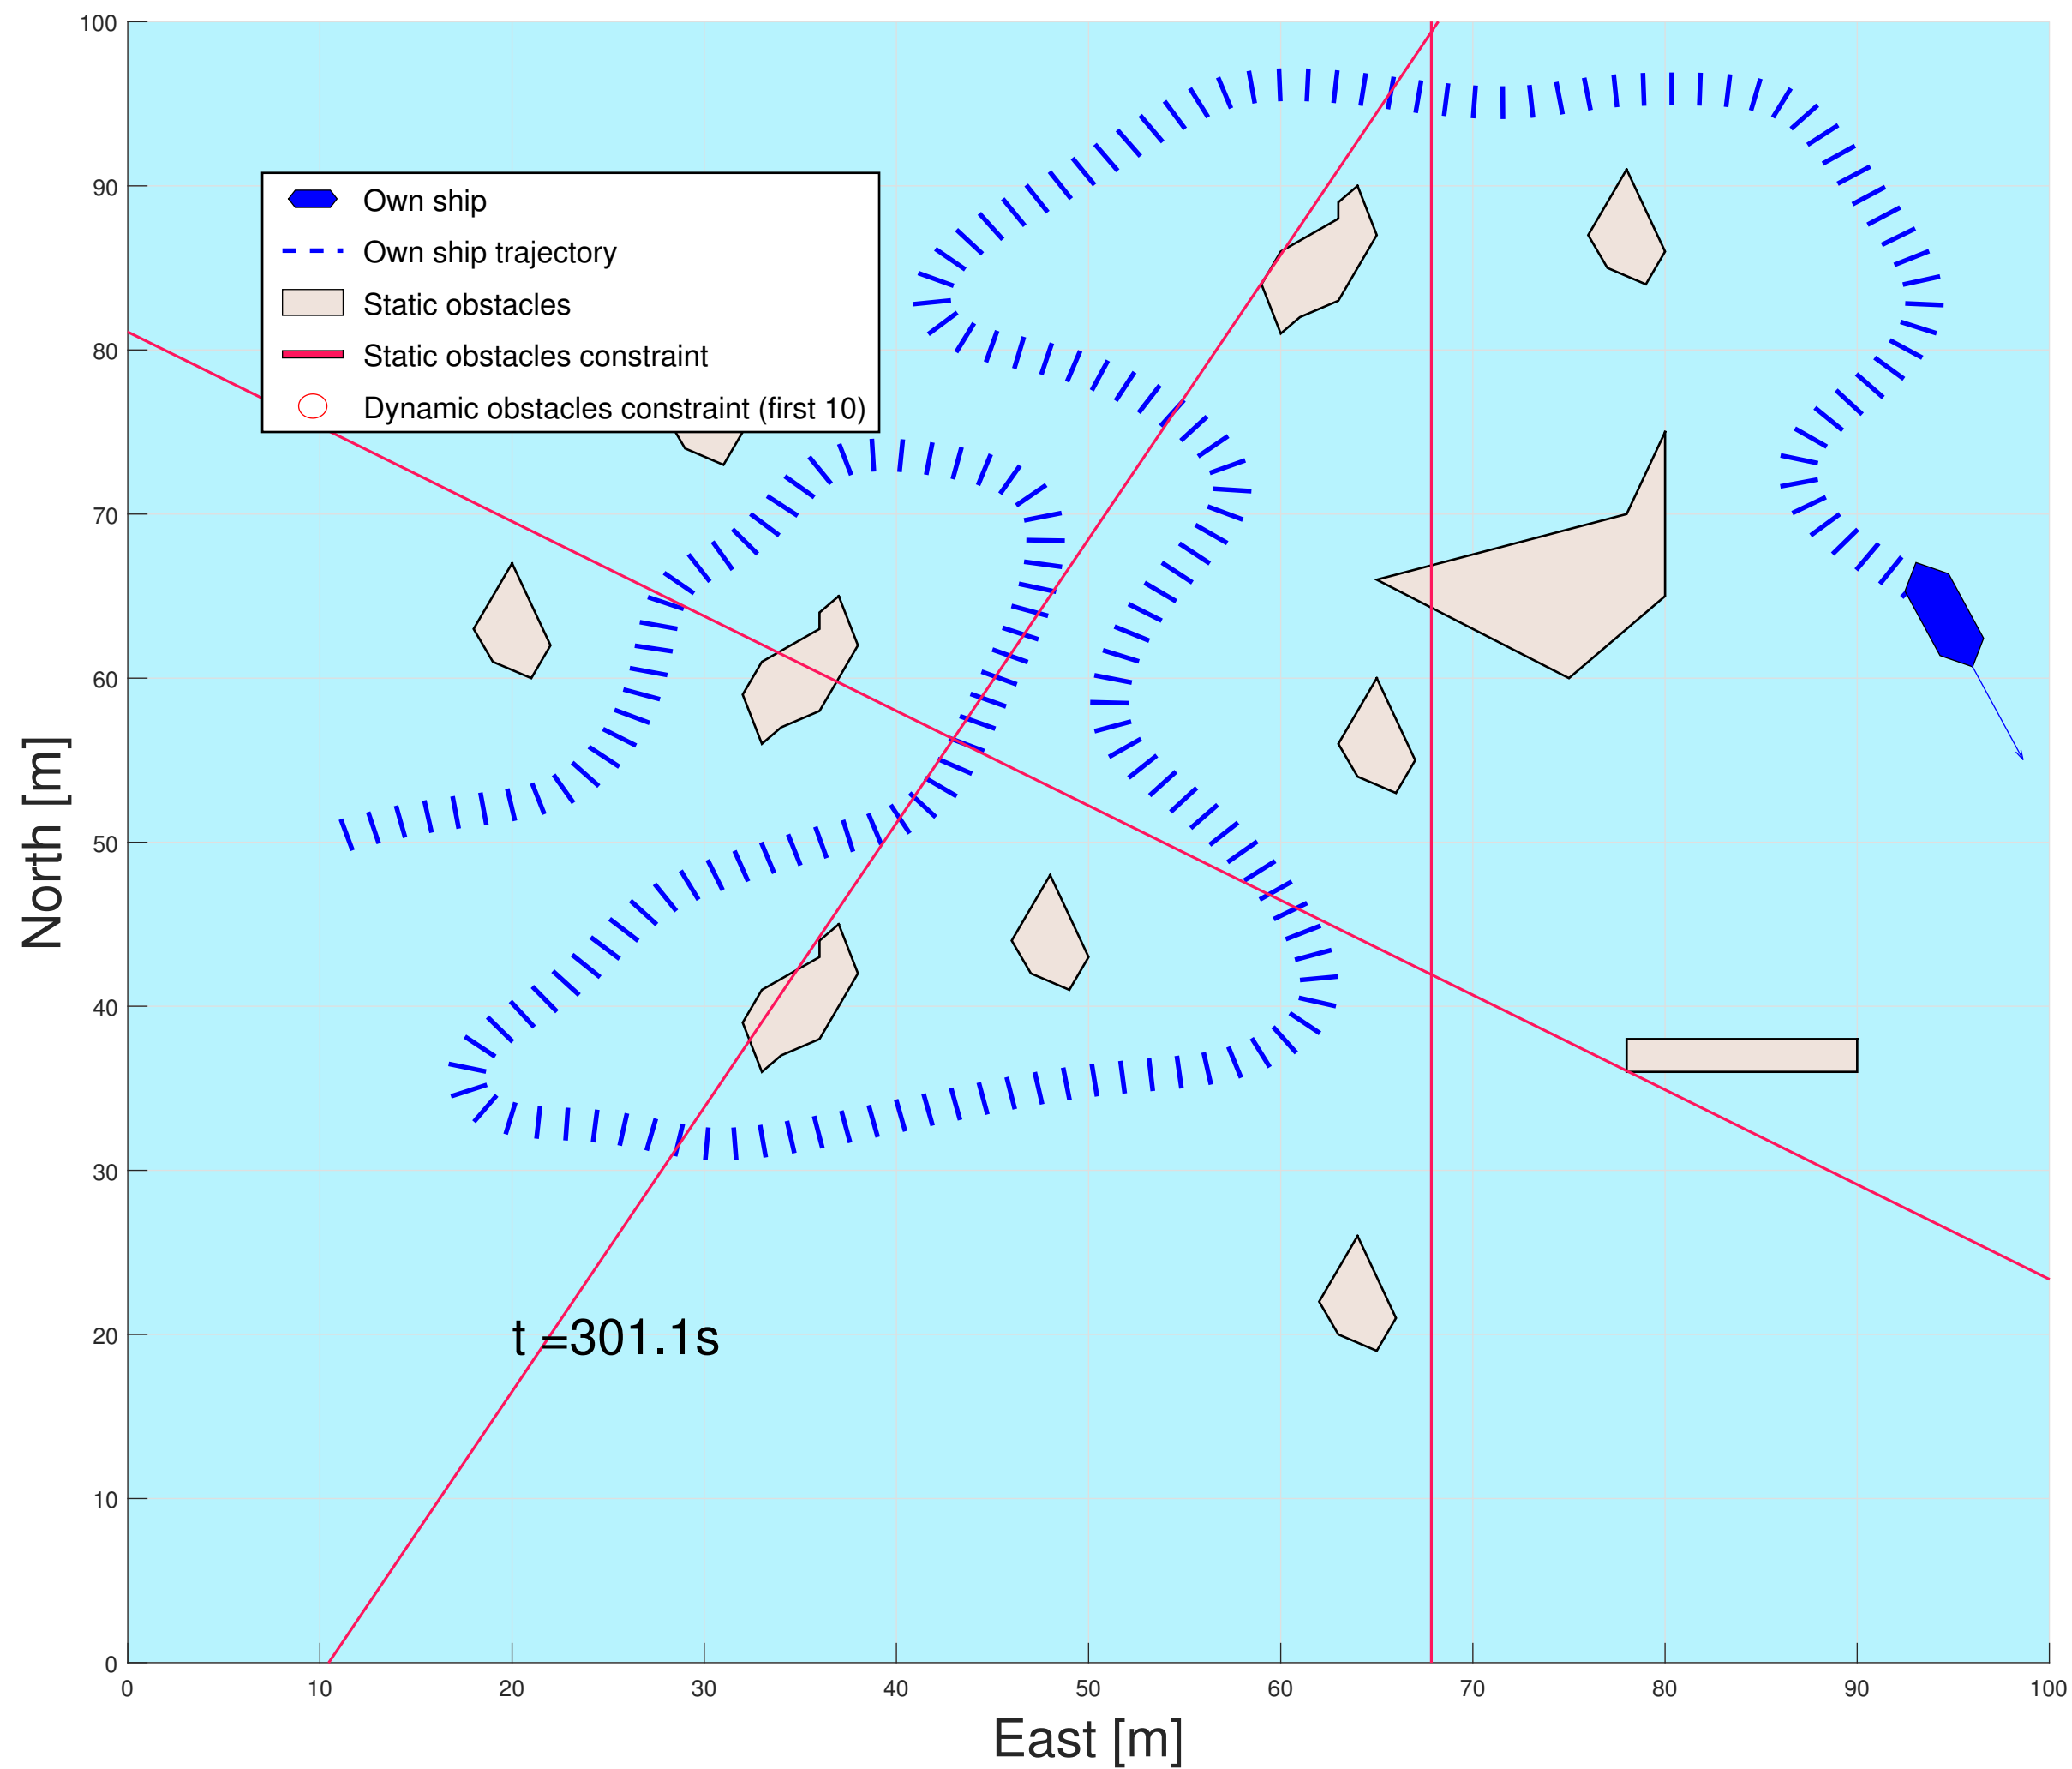 100
90
80
70
60
50
40
30
20
10
0
North [m]
Own ship
Own ship trajectory
Static obstacles
Static obstacles constraint
Dynamic obstacles constraint (first 10)
t =301.1s
0 10 20 30 40 50 60 70 80 90 100
East [m]